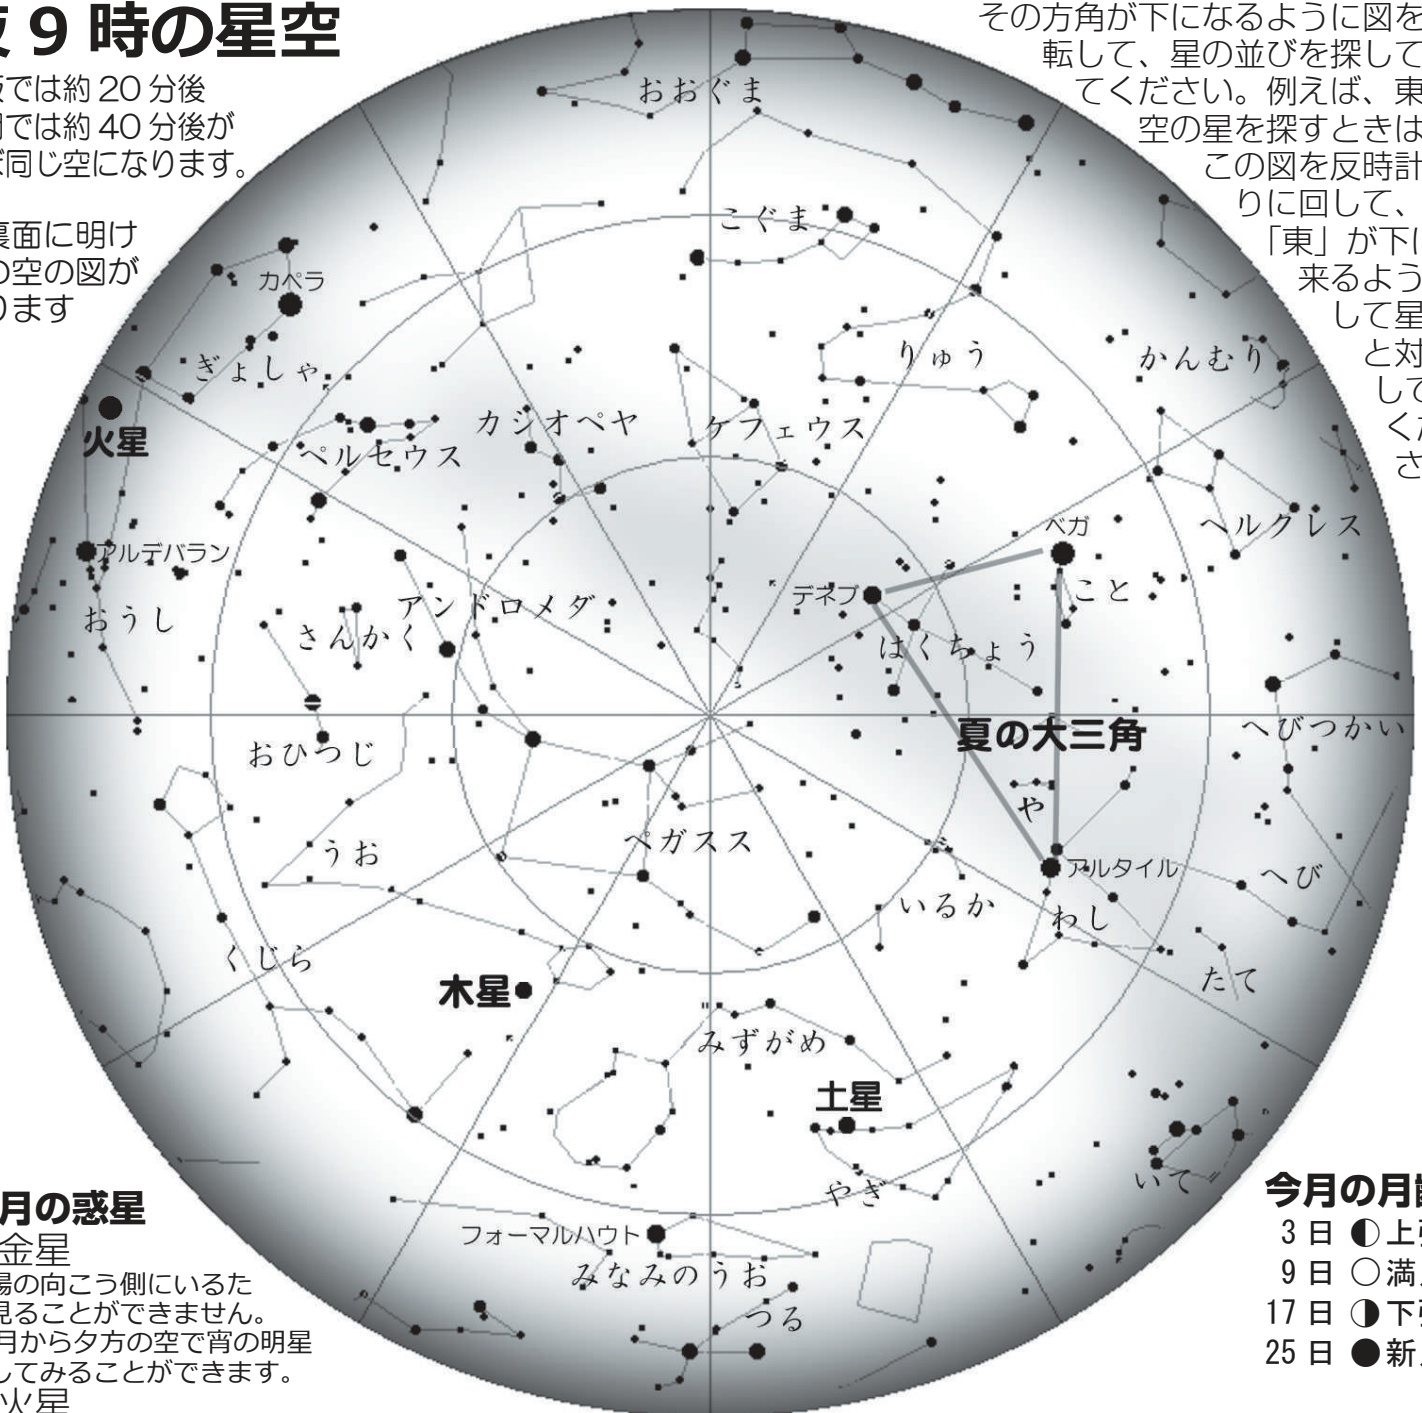 9 時の星空
では約 20 分後
では約 40 分後が
同じ空になります。
裏面に明け
の空の図が
ります
その方角が下になるように図を
転して、星の並びを探して
てください。例えば、東
空の星を探すときは
この図を反時計
りに回して、
「東」が下に
来るよう
して星
と対
して
くだ
さ
おおぐま
こぐま
カペラ
ぎょしゃ
りゅう
かんむり
火星
カシオペヤ
ケフェウス
ペルセウス
ヘルクレス
ベガ
アルデバラン
デネブ
こと
おうし
アンドロメダ
さんかく
はくちょう
夏の大三角
へびつかい
おひつじ
や
うお
ペガスス
アルタイル
へび
いるか
わし
くじら
たて
木星
みずがめ
土星
いて
やぎ
フォーマルハウト
みなみのうお
つる
月の惑星
金星
陽の向こう側にいるた
見ることができません。
月から夕方の空で宵の明星
してみることができます。
火星
今月の月齢
3 日 ◐上弦
9 日 ○満月
17 日 ◑下弦
25 日 ●新月